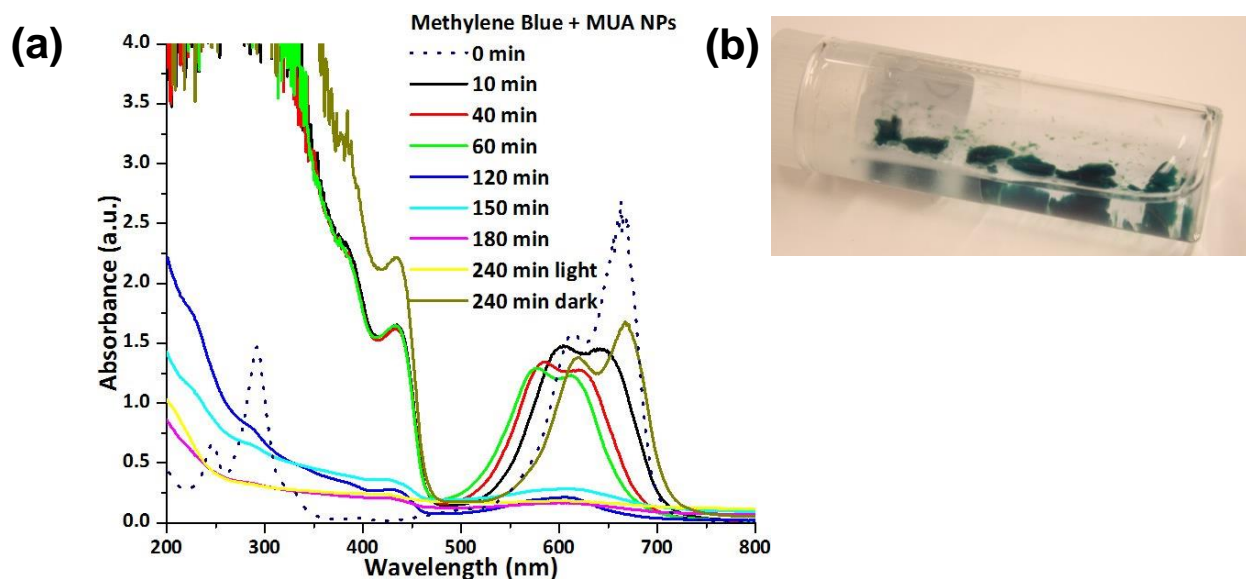 (a)
Methylene Blue + MUA NPs
0 min
10 min
40 min
60 min
120 min
150 min
180 min
240 min light
240 min dark
4.0
3.5
3.0
2.5
2.0
1.5
1.0
0.5
0.0
Absorbance (a.u.)
200 300 400 500 600 700 800
Wavelength (nm)
(b)